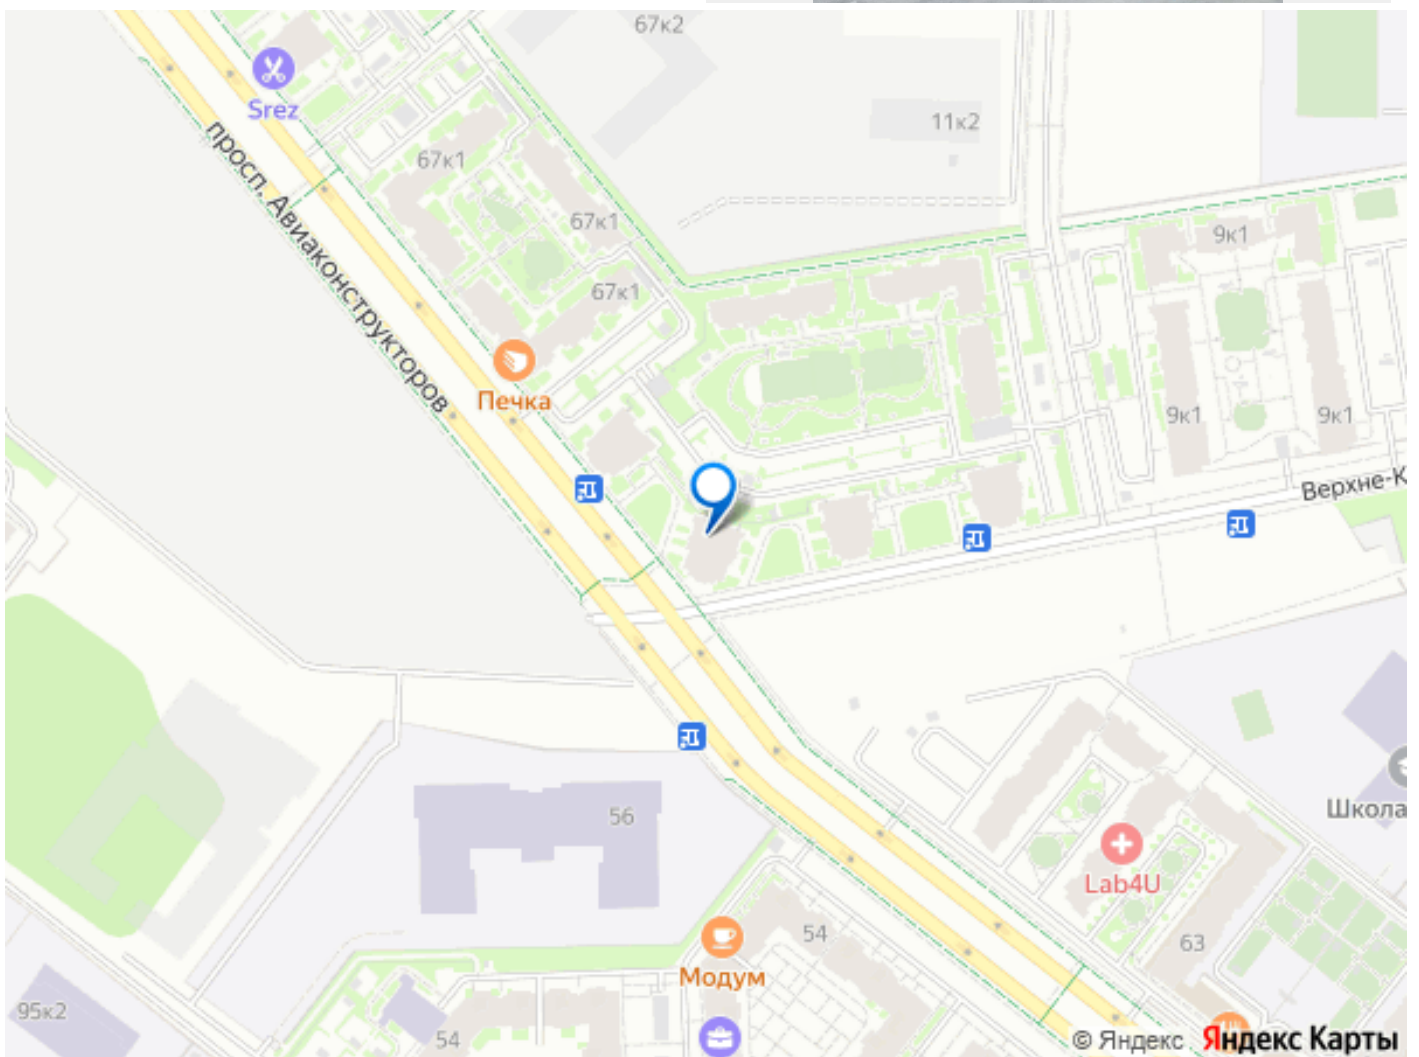 67к2
Srez
11к2
67к1
просп. Авиаконструкторов
67к1
9к1
67к1
Печка
9к1
9к1
Верхне-К
56
Школа
Lab4U
54
63
Модум
95к2
54
© Яндекс Яндекс Карты